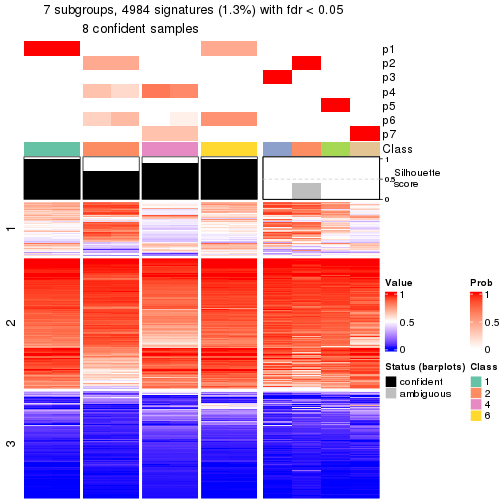 7 subgroups, 4984 signatures (1.3%) with fdr < 0.05
8 confident samples
p1
p2
p3
p4
p5
p6
p7
Class
1
0.5
0
Silhouette
score
1
2
3
Value
1
0.5
0
Prob
1
0.5
0
Status (barplots)
confident
ambiguous
Class
1
2
4
6